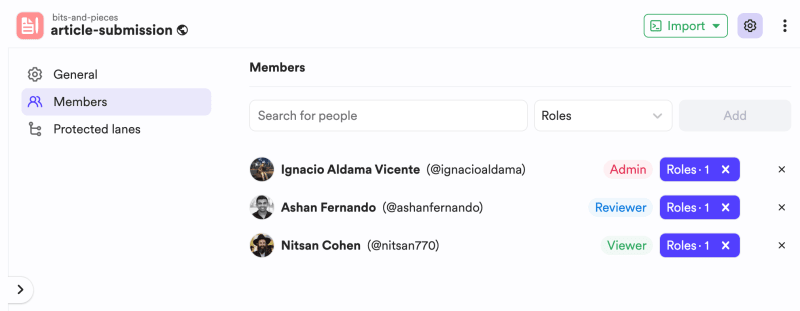 bits-and-pieces
article-submission
Import
General
Members
Protected lanes
Members
Search for people
Roles
Add
Ignacio Aldama Vicente (@ignacioaldama) Admin Roles · 1
Ashan Fernando (@ashanfernando) Reviewer Roles · 1
Nitsan Cohen (@nitsan770) Viewer Roles · 1